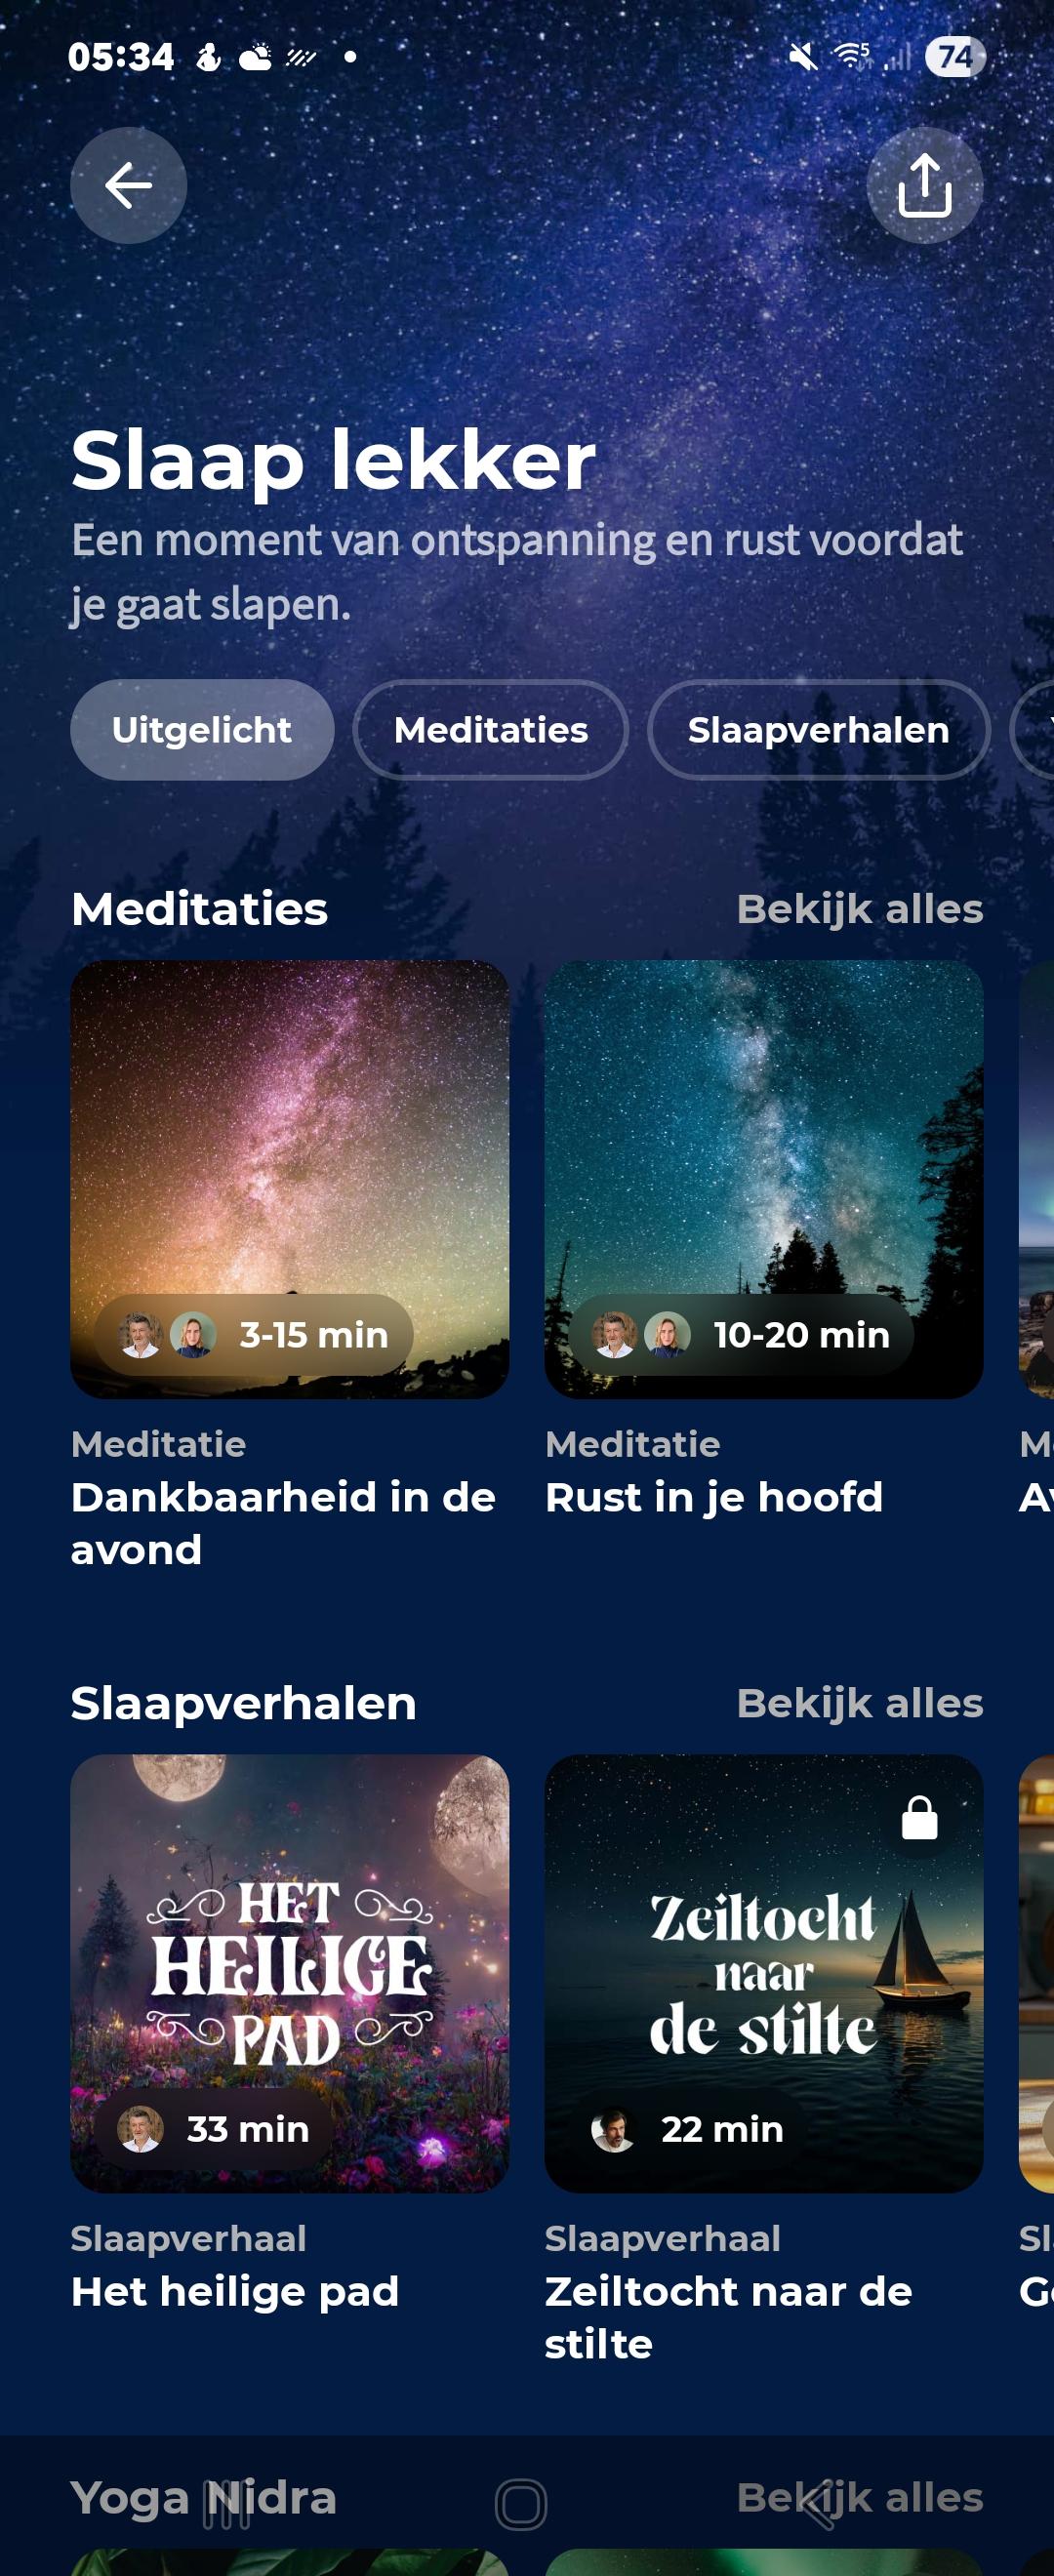 05:34
5
74
Slaap lekker
Een moment van ontspanning en rust voordat
je gaat slapen.
Uitgelicht
Meditaties
Slaapverhalen
Meditaties
Bekijk alles
3-15 min
10-20 min
Meditatie
Dankbaarheid in de
avond
Meditatie
Rust in je hoofd
Slaapverhalen
Bekijk alles
HET
HEILIGE
PAD
33 min
Zeiltocht
naar
de stilte
22 min
Slaapverhaal
Het heilige pad
Slaapverhaal
Zeiltocht naar de
stilte
Yoga Nidra
Bekijk alles